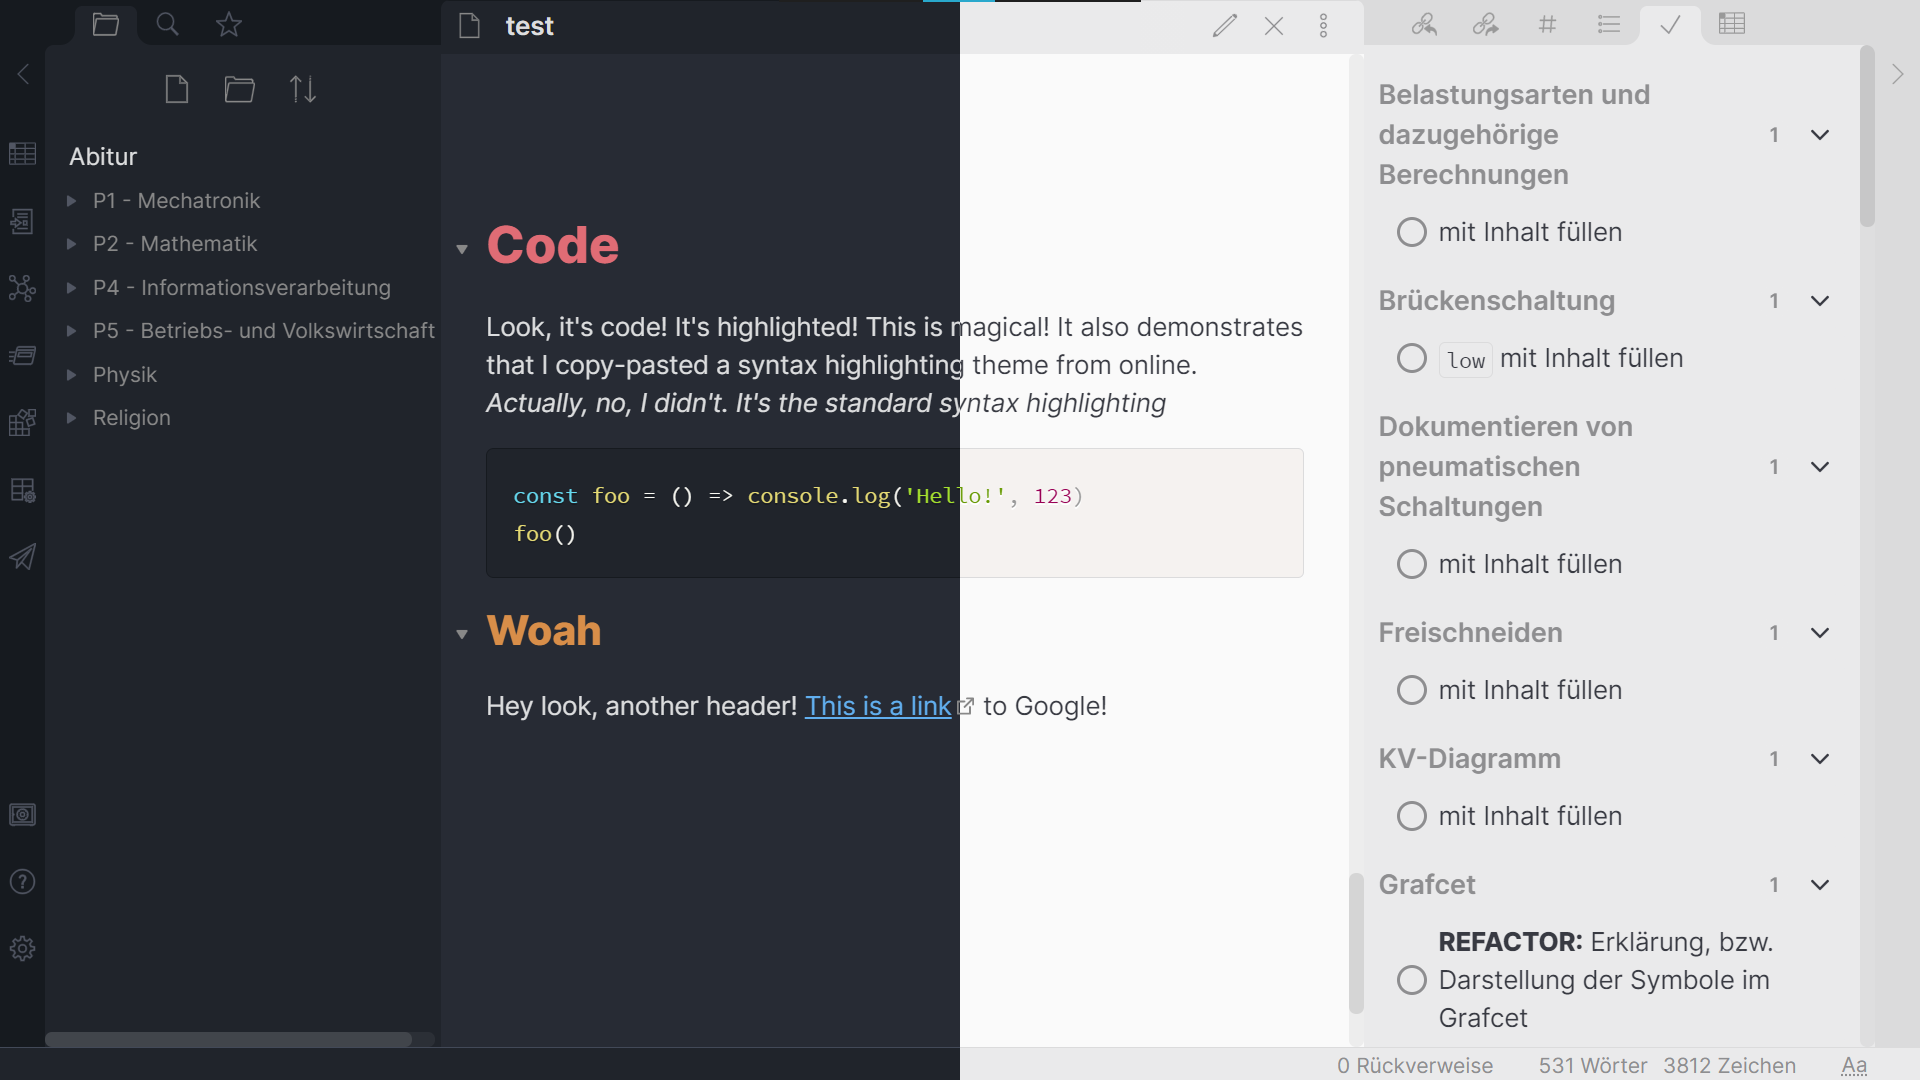 test
Abitur
P1 - Mechatronik
P2 - Mathematik
P4 - Informationsverarbeitung
P5 - Betriebs- und Volkswirtschaft
Physik
Religion
Code
Look, it's code! It's highlighted! This is magical! It also demonstrates
that I copy-pasted a syntax highlighting theme from online.
Actually, no, I didn't. It's the standard syntax highlighting
const foo = () => console.log('Hello!', 123)
foo()
Woah
Hey look, another header! This is a link to Google!
Belastungsarten und
dazugehörige
Berechnungen
1
mit Inhalt füllen
Brückenschaltung 1
low mit Inhalt füllen
Dokumentieren von
pneumatischen
Schaltungen
1
mit Inhalt füllen
Freischneiden 1
mit Inhalt füllen
KV-Diagramm 1
mit Inhalt füllen
Grafcet 1
REFACTOR: Erklärung, bzw.
Darstellung der Symbole im
Grafcet
0 Rückverweise 531 Wörter 3812 Zeichen Aa